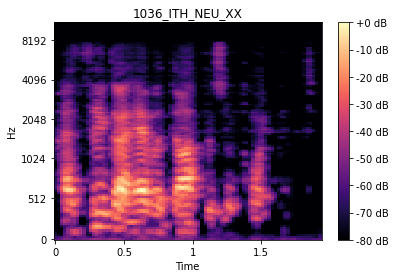 1036_ITH_NEU_XX
Hz
8192
4096
2048
1024
512
0
0
0.5
1
1.5
Time
+0 dB
-10 dB
-20 dB
-30 dB
-40 dB
-50 dB
-60 dB
-70 dB
-80 dB